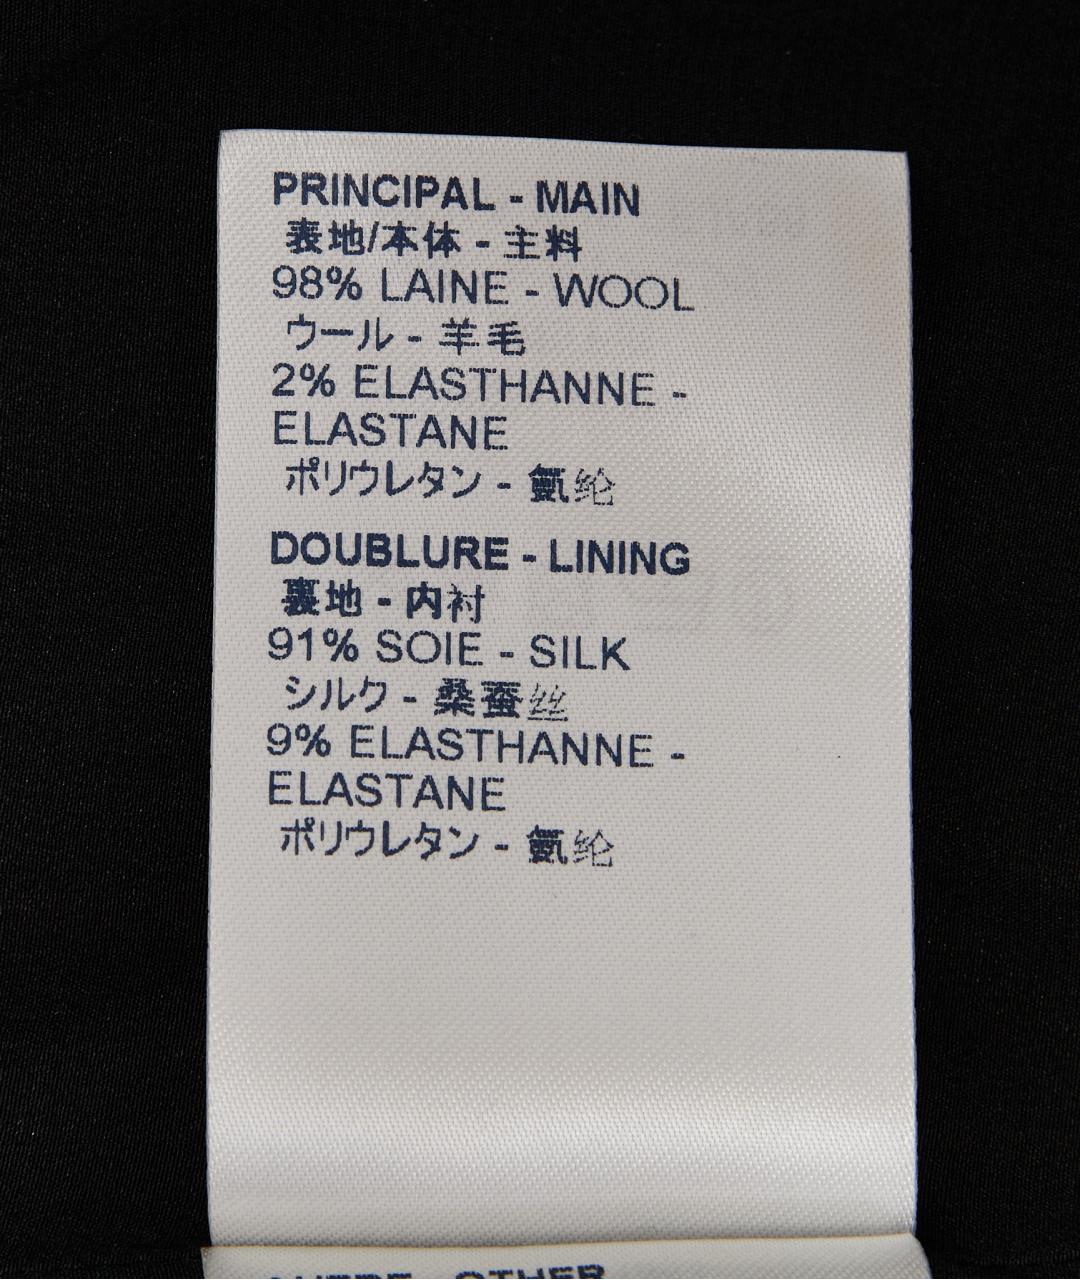 PRINCIPAL - MAIN
表地/本体 - 主料
98% LAINE - WOOL
ウール - 羊毛
2% ELASTHANNE -
ELASTANE
ポリウレタン - 氨纶
DOUBLURE - LINING
裏地 - 内衬
91% SOIE - SILK
シルク - 桑蚕丝
9% ELASTHANNE -
ELASTANE
ポリウレタン - 氨纶
AUTRE - OTHER